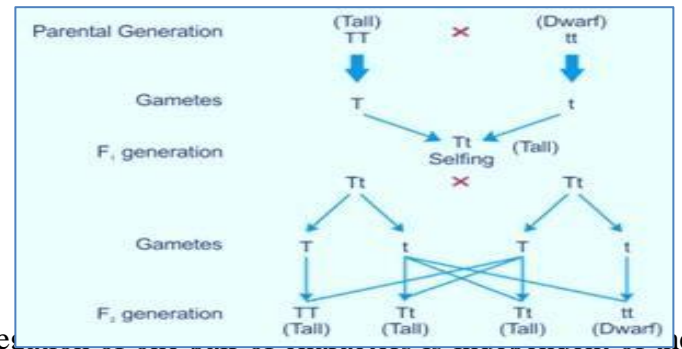 (Tall) (Dwarf)
Parental Generation TT × tt
Gametes T t
F₁ generation Tt (Tall)
Selfing
Tt × Tt
Gametes T t T t
F₂ generation TT Tt Tt tt
(Tall) (Tall) (Tall) (Dwarf)